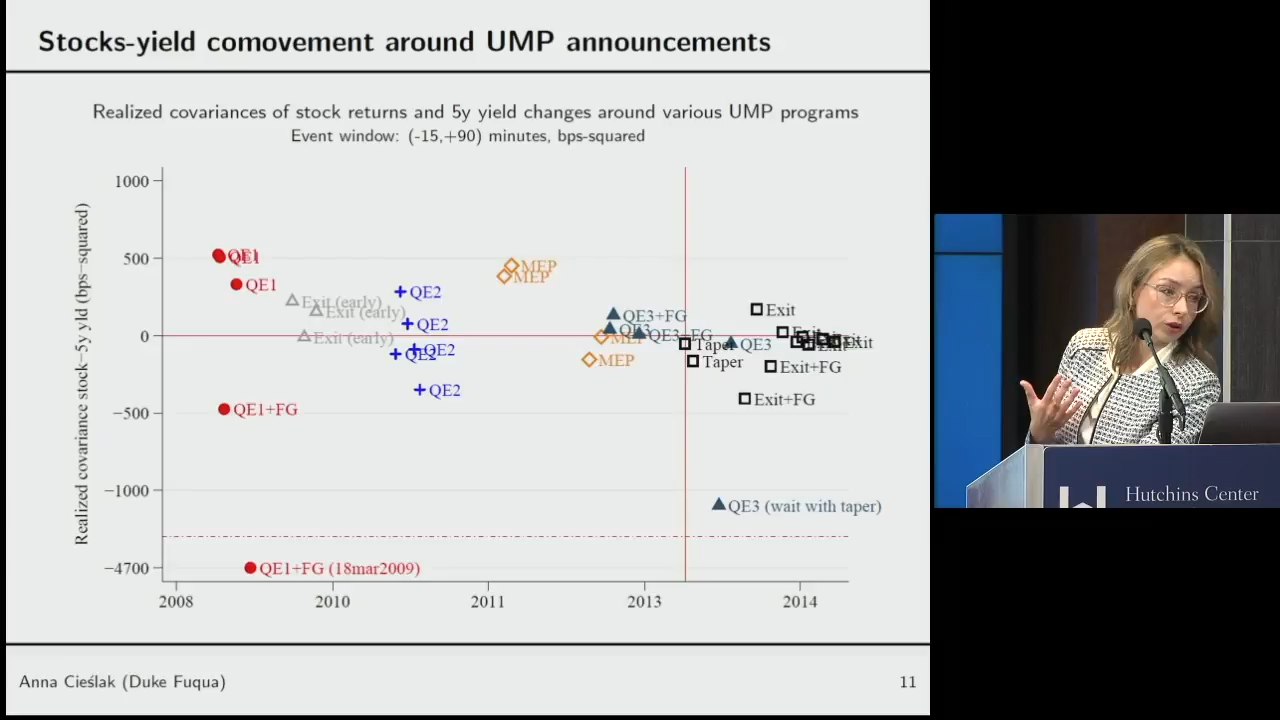 Stocks-yield comovement around UMP announcements
Realized covariances of stock returns and 5y yield changes around various UMP programs
Event window: (-15,+90) minutes, bps-squared
Realized covariance stock−5y yld (bps−squared)
1000
500
0
−500
−1000
−4700
2008
2010
2011
2013
2014
QE1
QE1
QE1
QE1+FG
QE1+FG (18mar2009)
Exit (early)
Exit (early)
Exit (early)
QE2
QE2
QE2
QE2
QE2
MEP
MEP
MEP
MEP
QE3+FG
QE3
QE3+FG
QE3
QE3 (wait with taper)
Taper
Taper
Exit
Exit
Exit
Exit
Exit+FG
Exit+FG
Anna Cieślak (Duke Fuqua)
11
Hutchins Center